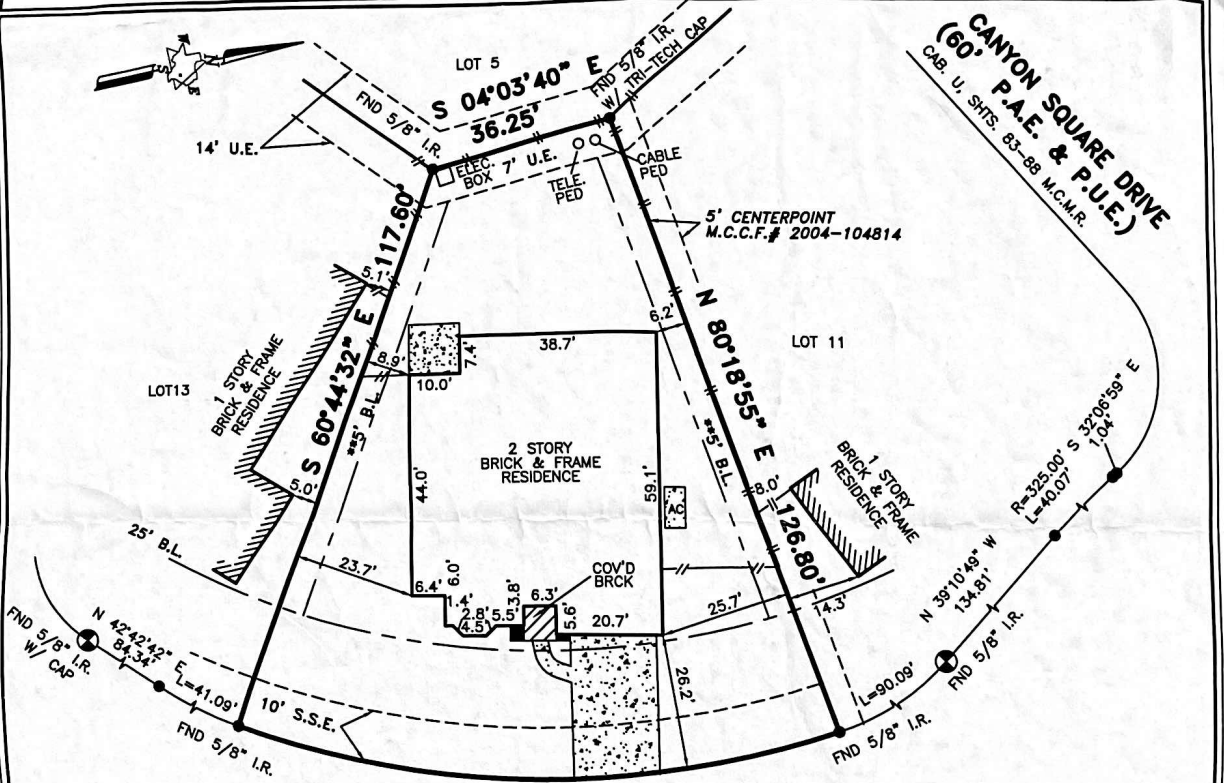 LOT 5
S 04°03'40" E
36.25'
FND 5/8" I.R.
FND 5/8" I.R.
W/ TRI-TECH CAP
CANYON SQUARE DRIVE
(60' P.A.E. & P.U.E.)
CAB. U, SHTS. 83-88 M.C.M.R.
14' U.E.
ELEC.
BOX
7' U.E.
TELE.
PED
CABLE
PED
5' CENTERPOINT
M.C.C.F.# 2004-104814
S 60°44'32" E 117.60'
5.1'
1 STORY
BRICK & FRAME
RESIDENCE
LOT13
8.9'
10.0'
7.4'
38.7'
6.2'
N 80°18'55" E 126.80'
LOT 11
**5' B.L.
**5' B.L.
2 STORY
BRICK & FRAME
RESIDENCE
44.0'
59.1'
AC
5.0'
8.0'
1 STORY
BRICK & FRAME
RESIDENCE
25' B.L.
23.7'
6.4'
6.0'
1.4'
2.8'
4.5'
5.5'
3.8'
6.3'
5.6'
COV'D
BRCK
20.7'
25.7'
14.3'
26.2'
S 32°06'59" E
1.04'
R=325.00'
L=40.07'
N 39°10'49" W
134.81'
FND 5/8" I.R.
L=90.09'
FND 5/8" I.R.
N 42°42'42" E
84.34'
FND 5/8" I.R.
W/ CAP
L=41.09'
FND 5/8" I.R.
10' S.S.E.